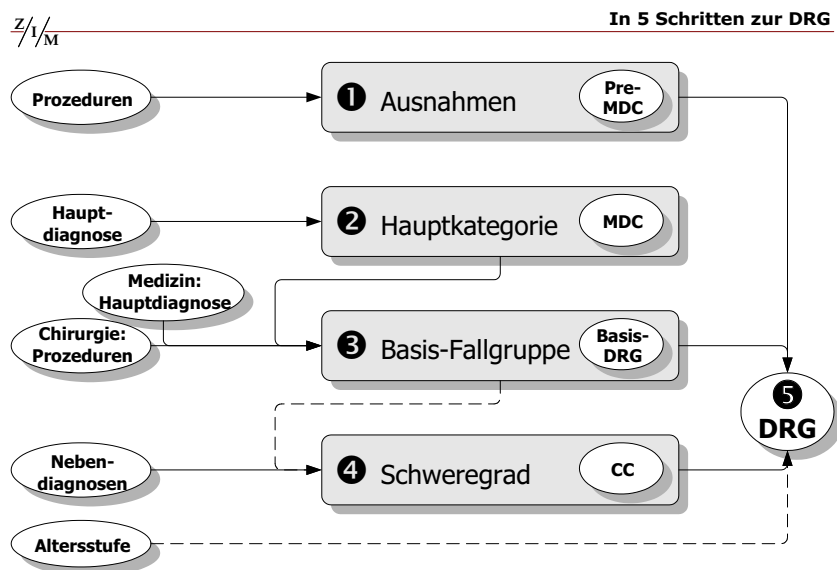 Z/I/M
In 5 Schritten zur DRG
Prozeduren
❶ Ausnahmen
Pre-
MDC
Haupt-
diagnose
❷ Hauptkategorie
MDC
Medizin:
Hauptdiagnose
Chirurgie:
Prozeduren
❸ Basis-Fallgruppe
Basis-
DRG
❺
DRG
Neben-
diagnosen
❹ Schweregrad
CC
Altersstufe